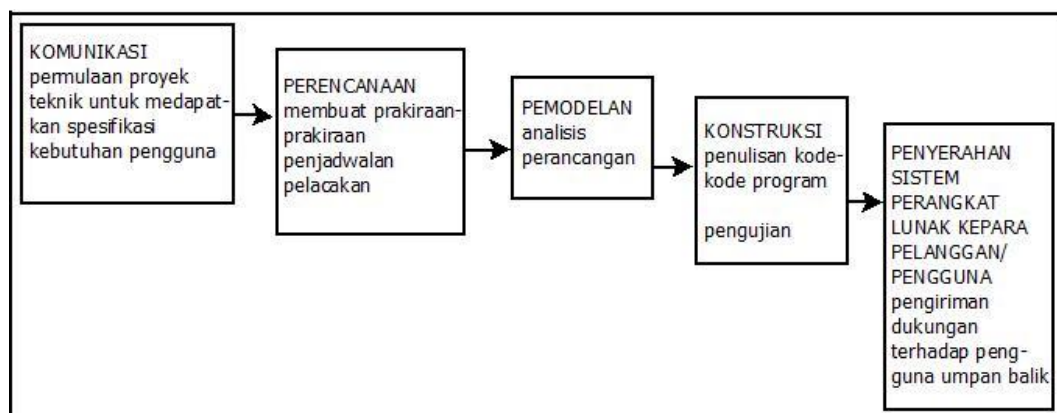 KOMUNIKASI
permulaan proyek
teknik untuk medapat-
kan spesifikasi
kebutuhan pengguna
PERENCANAAN
membuat prakiraan-
prakiraan
penjadwalan
pelacakan
PEMODELAN
analisis
perancangan
KONSTRUKSI
penulisan kode-
kode program
pengujian
PENYERAHAN
SISTEM
PERANGKAT
LUNAK KEPARA
PELANGGAN/
PENGGUNA
pengiriman
dukungan
terhadap peng-
guna umpan balik